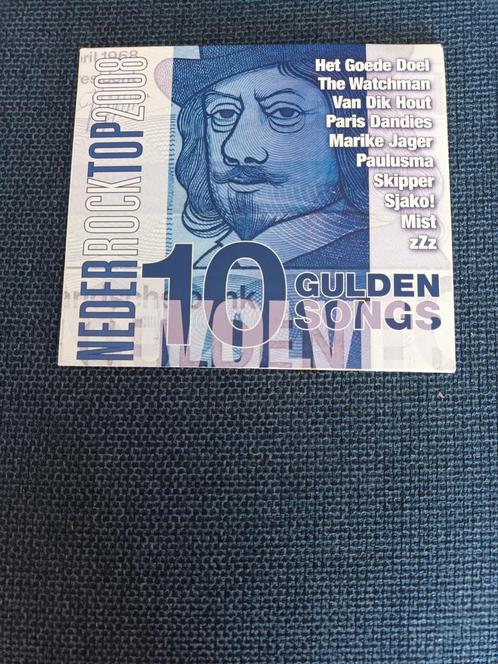 NEDERROCKTOP2008
Het Goede Doel
The Watchman
Van Dik Hout
Paris Dandies
Marike Jager
Paulusma
Skipper
Sjako!
Mist
zZz
10
GULDEN
SONGS